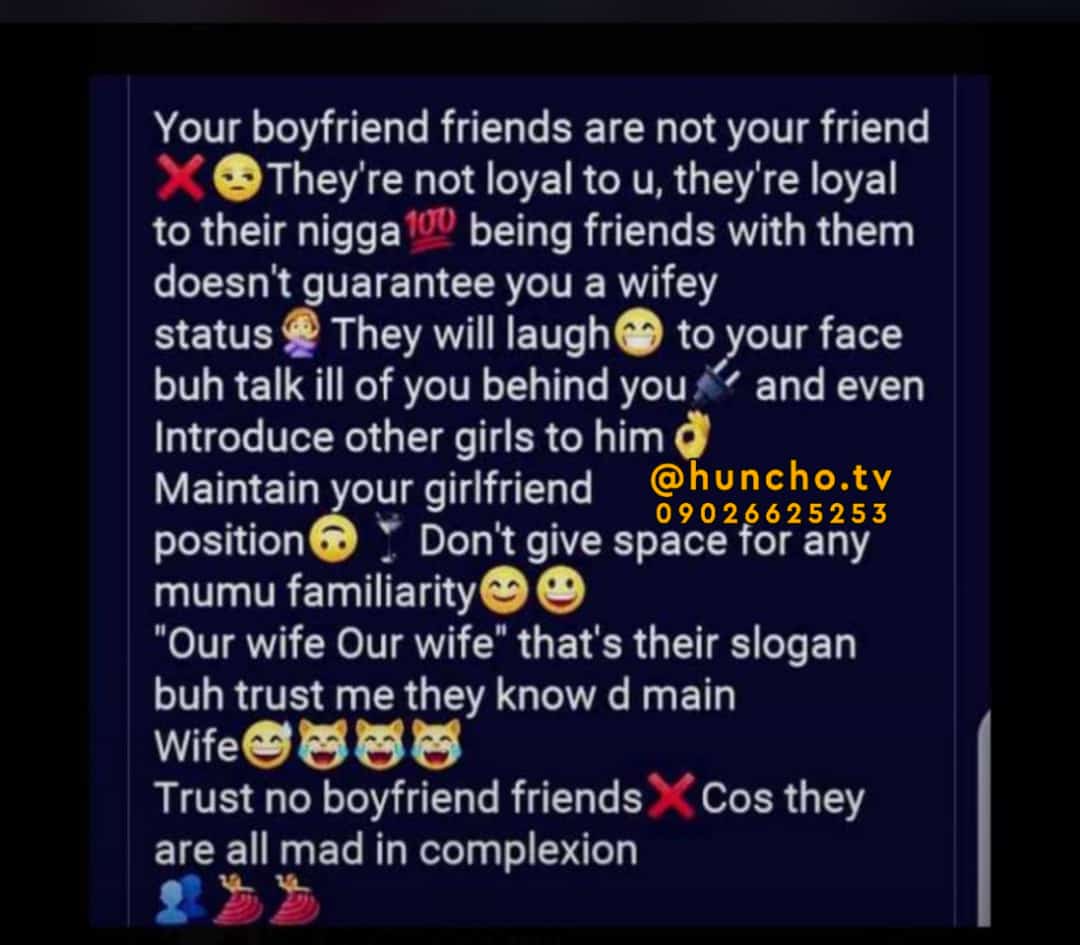 Your boyfriend friends are not your friend
❌😒They're not loyal to u, they're loyal
to their nigga💯 being friends with them
doesn't guarantee you a wifey
status🤦‍♀️They will laugh😁 to your face
buh talk ill of you behind you🔌 and even
Introduce other girls to him👌
Maintain your girlfriend
@huncho.tv
09026625253
position🙃🍸 Don't give space for any
mumu familiarity😊😀
"Our wife Our wife" that's their slogan
buh trust me they know d main
Wife😅😹😹😹
Trust no boyfriend friends❌Cos they
are all mad in complexion
👥💃💃